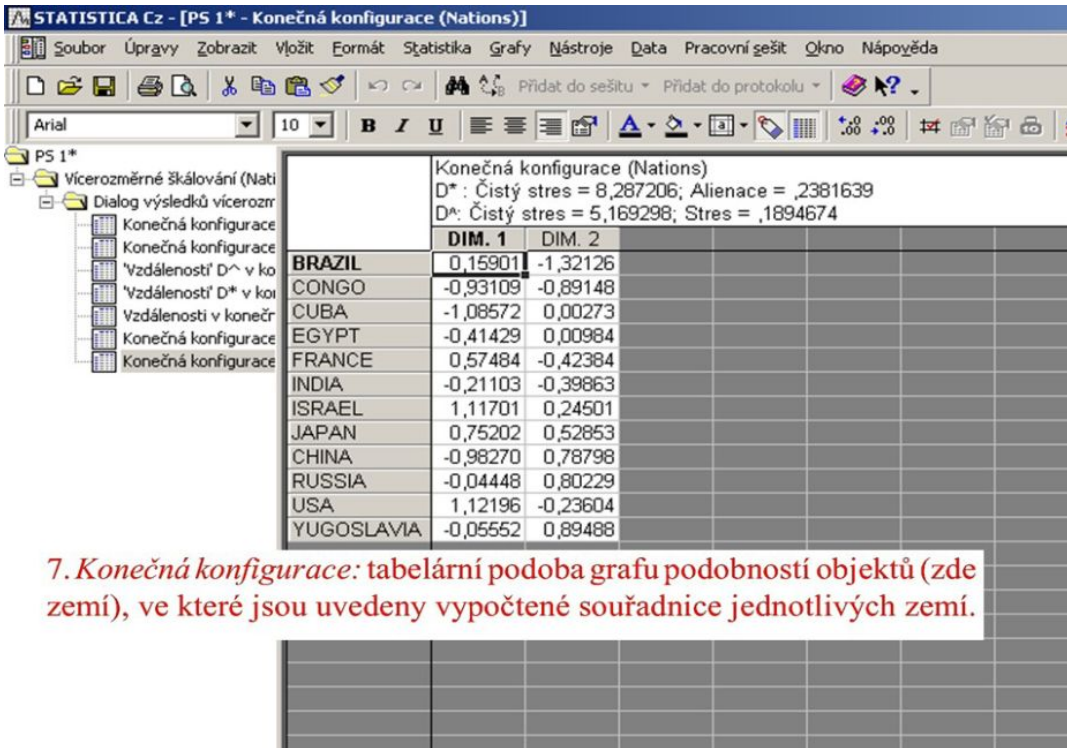 STATISTICA Cz - [PS 1* - Konečná konfigurace (Nations)]
Soubor Úpravy Zobrazit Vložit Formát Statistika Grafy Nástroje Data Pracovní sešit Okno Nápověda
Přidat do sešitu Přidat do protokolu
Arial 10 B I U
PS 1*
Vícerozměrné škálování (Nati
Dialog výsledků vícerozm
Konečná konfigurace
Konečná konfigurace
'Vzdálenosti' D^ v ko
'Vzdálenosti' D* v kon
Vzdálenosti v konečn
Konečná konfigurace
Konečná konfigurace
Konečná konfigurace (Nations)
D* : Čistý stres = 8,287206; Alienace = ,2381639
D^: Čistý stres = 5,169298; Stres = ,1894674
DIM. 1 DIM. 2
BRAZIL 0,15901 -1,32126
CONGO -0,93109 -0,89148
CUBA -1,08572 0,00273
EGYPT -0,41429 0,00984
FRANCE 0,57484 -0,42384
INDIA -0,21103 -0,39863
ISRAEL 1,11701 0,24501
JAPAN 0,75202 0,52853
CHINA -0,98270 0,78798
RUSSIA -0,04448 0,80229
USA 1,12196 -0,23604
YUGOSLAVIA -0,05552 0,89488
7. Konečná konfigurace: tabelární podoba grafu podobností objektů (zde
zemí), ve které jsou uvedeny vypočtené souřadnice jednotlivých zemí.